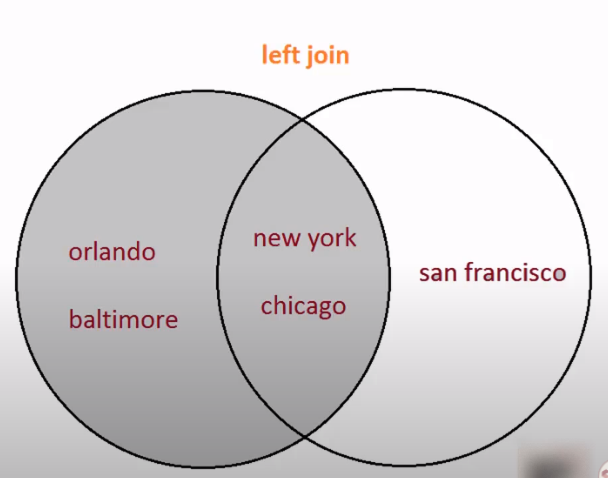 left join
orlando
new york
san francisco
baltimore
chicago